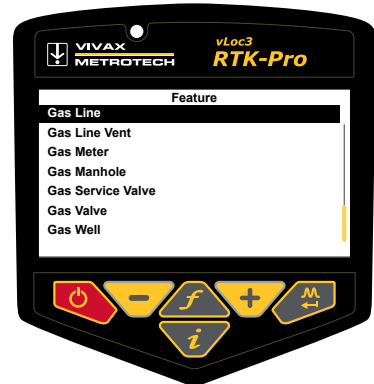 VIVAX
METROTECH
vLoc3
RTK-Pro
Feature
Gas Line
Gas Line Vent
Gas Meter
Gas Manhole
Gas Service Valve
Gas Valve
Gas Well
f
i